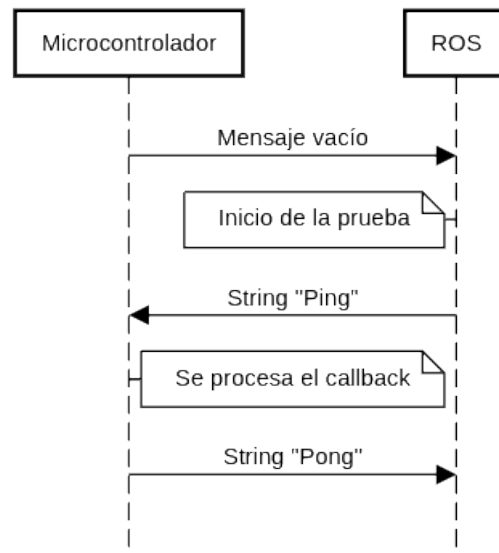 Microcontrolador
ROS
Mensaje vacío
Inicio de la prueba
String "Ping"
Se procesa el callback
String "Pong"